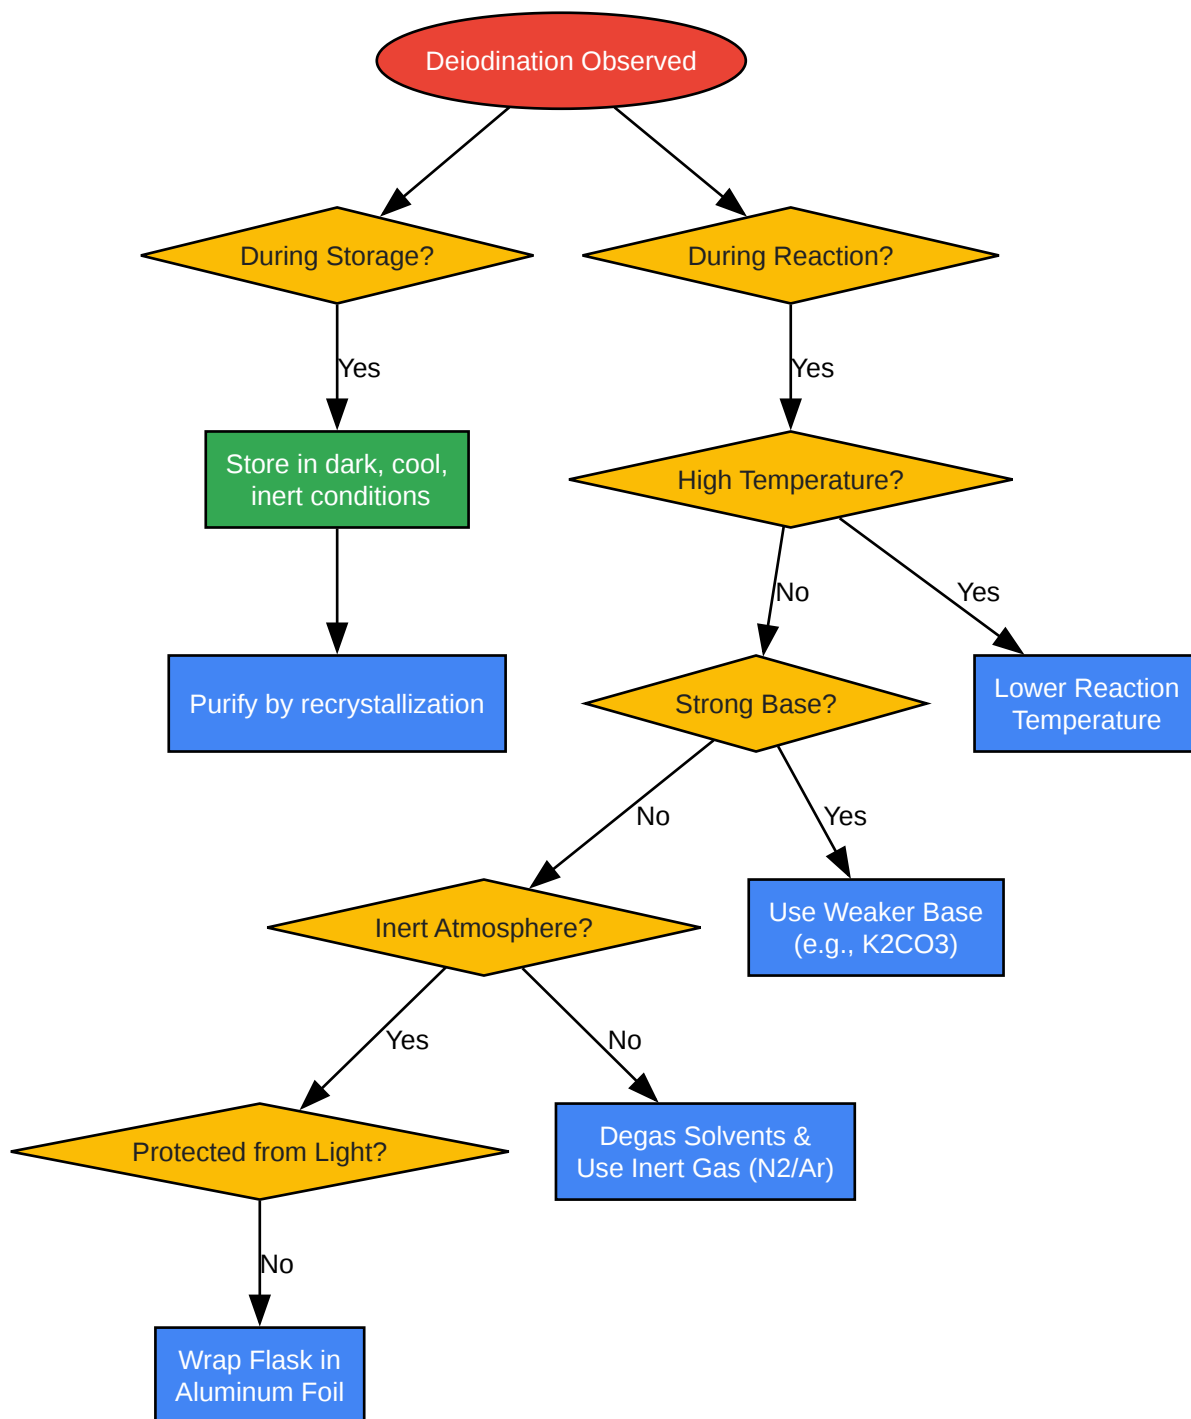 Deiodination Observed
During Storage?
During Reaction?
Yes
Yes
Store in dark, cool,
inert conditions
High Temperature?
No
Yes
Purify by recrystallization
Strong Base?
Lower Reaction
Temperature
No
Yes
Inert Atmosphere?
Use Weaker Base
(e.g., K2CO3)
Yes
No
Protected from Light?
Degas Solvents &
Use Inert Gas (N2/Ar)
No
Wrap Flask in
Aluminum Foil